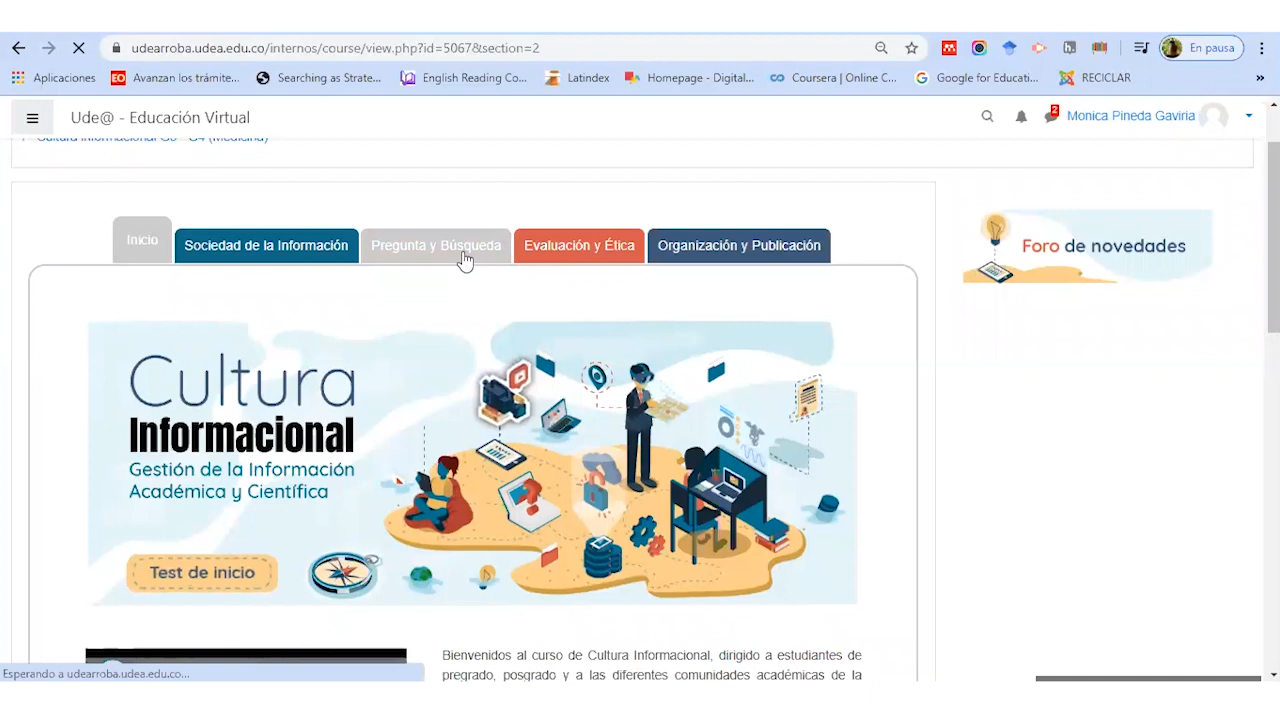 udearroba.udea.edu.co/internos/course/view.php?id=5067&section=2
En pausa
Aplicaciones
EO Avanzan los trámite...
Searching as Strate...
English Reading Co...
Latindex
Homepage - Digital...
Coursera | Online C...
Google for Educati...
RECICLAR
»
Ude@ - Educación Virtual
2
Monica Pineda Gaviria
Inicio
Sociedad de la Información
Pregunta y Búsqueda
Evaluación y Ética
Organización y Publicación
Foro de novedades
Cultura
Informacional
Gestión de la Información
Académica y Científica
Test de inicio
Bienvenidos al curso de Cultura Informacional, dirigido a estudiantes de
pregrado, posgrado y a las diferentes comunidades académicas de la
Esperando a udearroba.udea.edu.co...